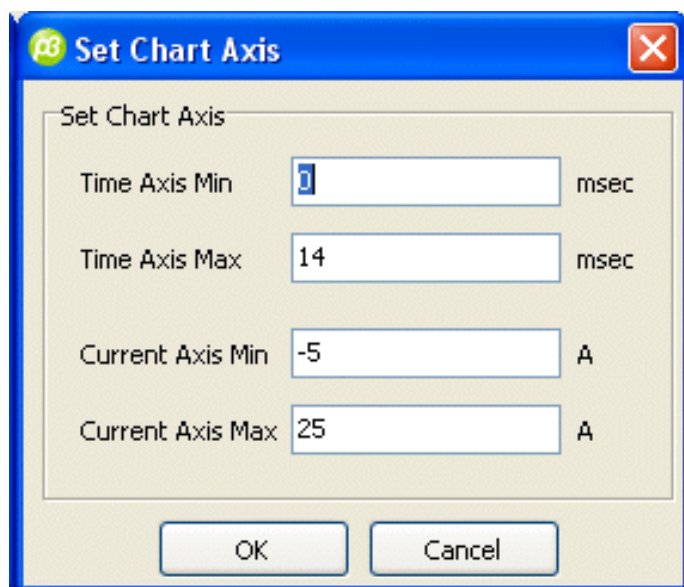 p3 Set Chart Axis
Set Chart Axis
Time Axis Min 0 msec
Time Axis Max 14 msec
Current Axis Min -5 A
Current Axis Max 25 A
OK Cancel